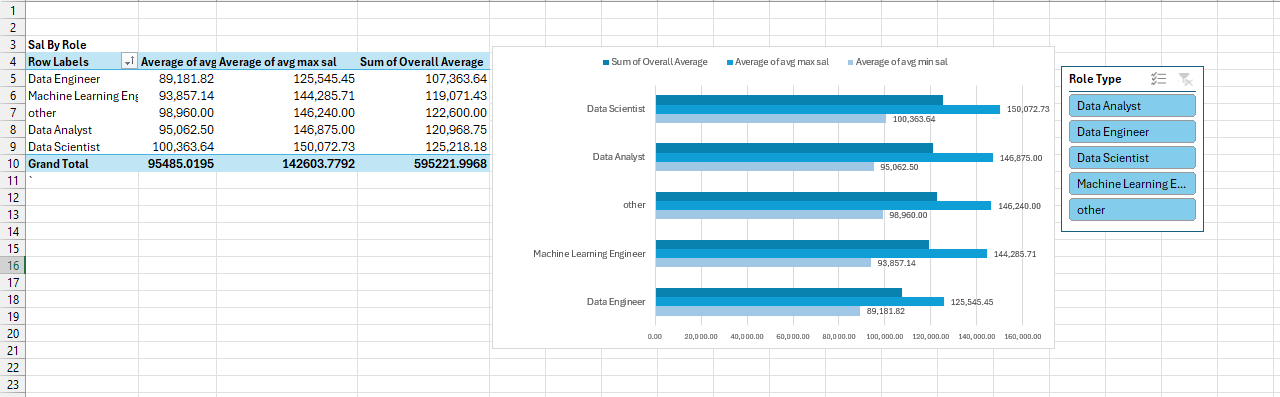 1
2
3 Sal By Role
4 Row Labels Average of avg Average of avg max sal Sum of Overall Average
5 Data Engineer 89,181.82 125,545.45 107,363.64
6 Machine Learning Eng 93,857.14 144,285.71 119,071.43
7 other 98,960.00 146,240.00 122,600.00
8 Data Analyst 95,062.50 146,875.00 120,968.75
9 Data Scientist 100,363.64 150,072.73 125,218.18
10 Grand Total 95485.0195 142603.7792 595221.9968
11 `
12
13
14
15
16
17
18
19
20
21
22
23
Sum of Overall Average Average of avg max sal Average of avg min sal
Data Scientist 150,072.73
100,363.64
Data Analyst 146,875.00
95,062.50
other 146,240.00
98,960.00
Machine Learning Engineer 144,285.71
93,857.14
Data Engineer 125,545.45
89,181.82
0.00 20,000.00 40,000.00 60,000.00 80,000.00 100,000.00 120,000.00 140,000.00 160,000.00
Role Type
Data Analyst
Data Engineer
Data Scientist
Machine Learning E...
other